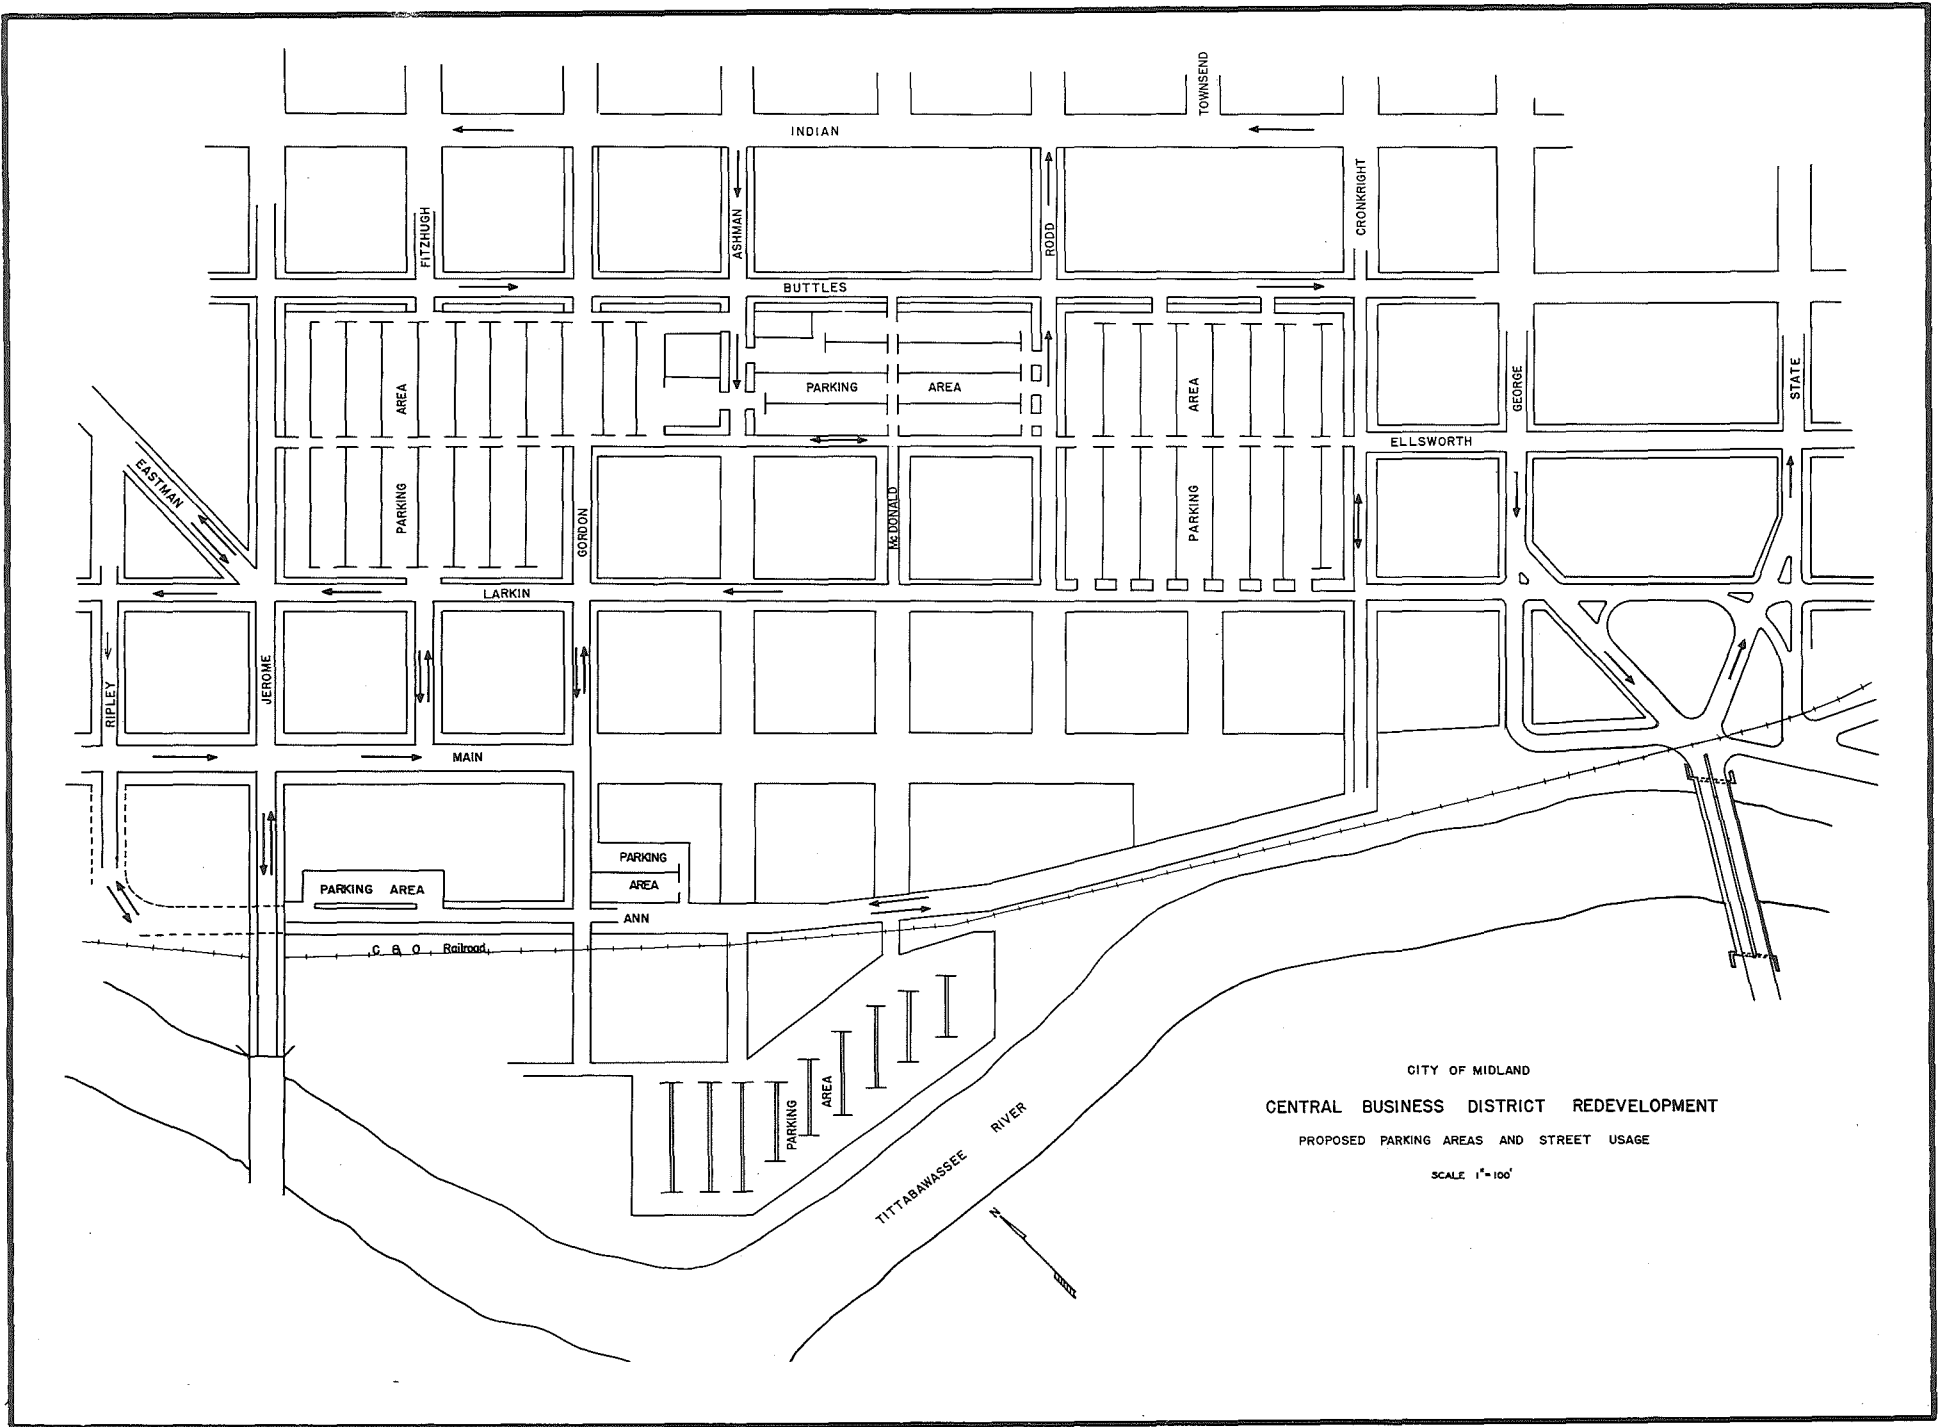 TOWNSEND
INDIAN
CRONKRIGHT
FITZHUGH
ASHMAN
RODD
BUTTLES
AREA
PARKING
PARKING AREA
AREA
PARKING
GEORGE
STATE
ELLSWORTH
EASTMAN
GORDON
McDONALD
LARKIN
RIPLEY
JEROME
MAIN
PARKING
AREA
PARKING AREA
ANN
C & O Railroad
PARKING
AREA
TITTABAWASSEE RIVER
N
CITY OF MIDLAND
CENTRAL BUSINESS DISTRICT REDEVELOPMENT
PROPOSED PARKING AREAS AND STREET USAGE
SCALE 1"=100'